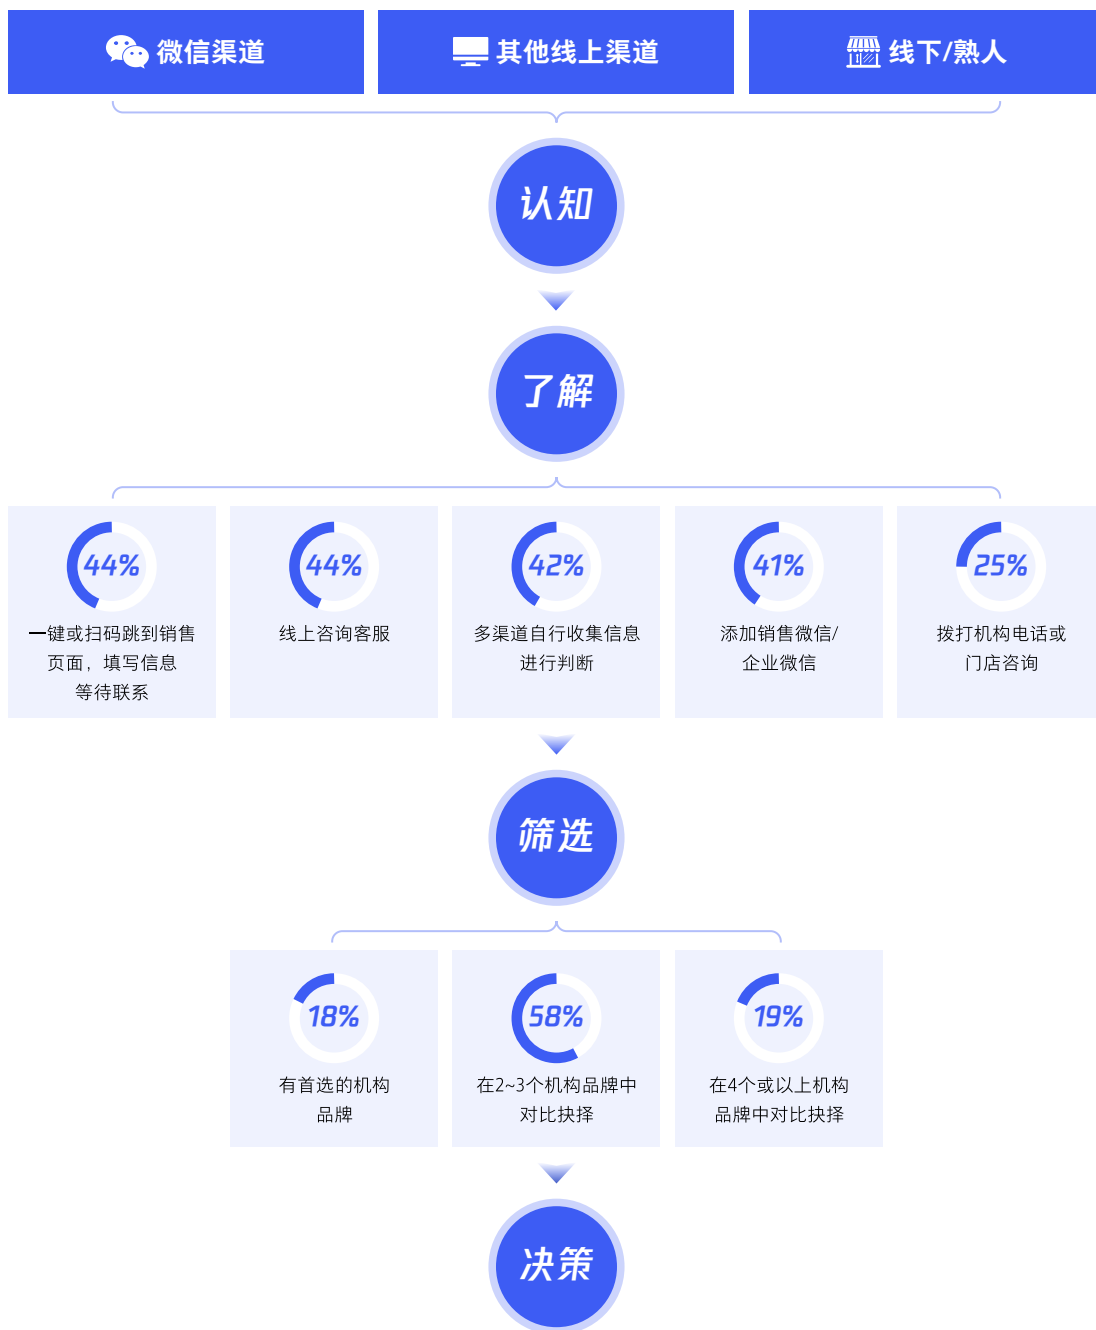 微信渠道
其他线上渠道
线下/熟人
认知
了解
44%
一键或扫码跳到销售
页面，填写信息
等待联系
44%
线上咨询客服
42%
多渠道自行收集信息
进行判断
41%
添加销售微信/
企业微信
25%
拨打机构电话或
门店咨询
筛选
18%
有首选的机构
品牌
58%
在2~3个机构品牌中
对比抉择
19%
在4个或以上机构
品牌中对比抉择
决策